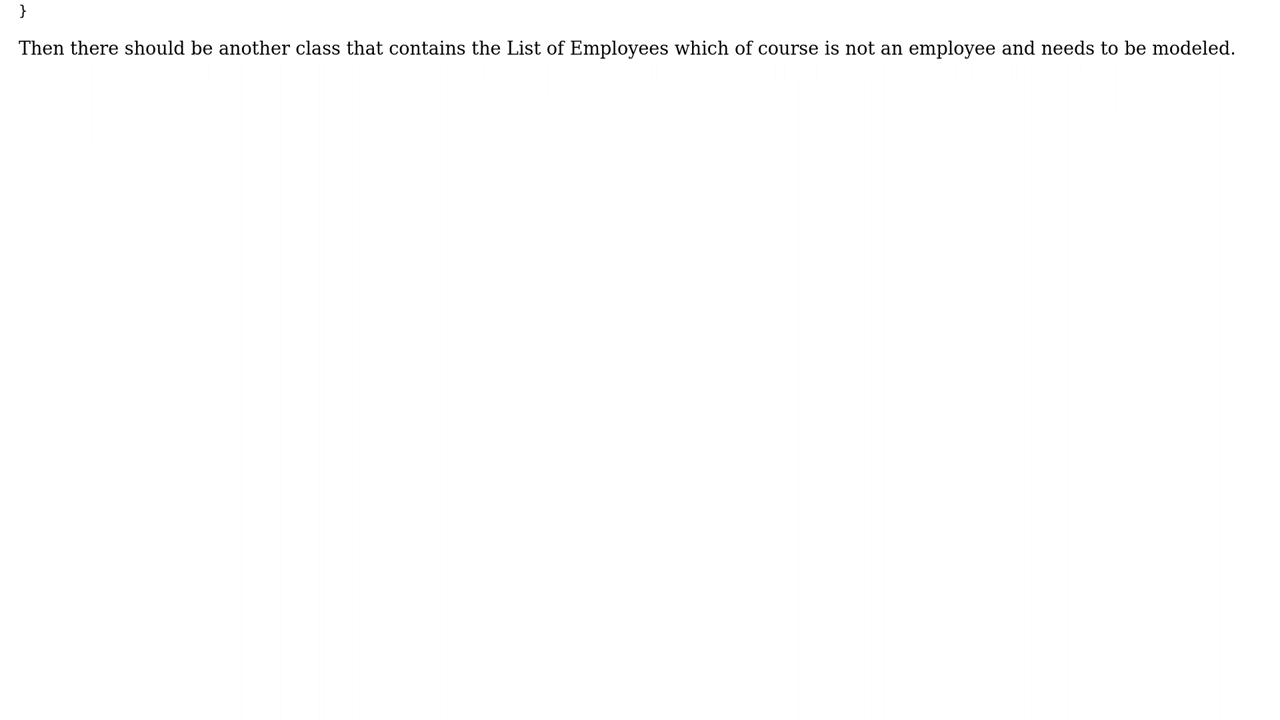 }
Then there should be another class that contains the List of Employees which of course is not an employee and needs to be modeled.